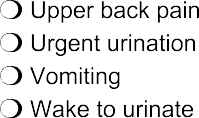 ❍ Upper back pain
❍ Urgent urination
❍ Vomiting
❍ Wake to urinate